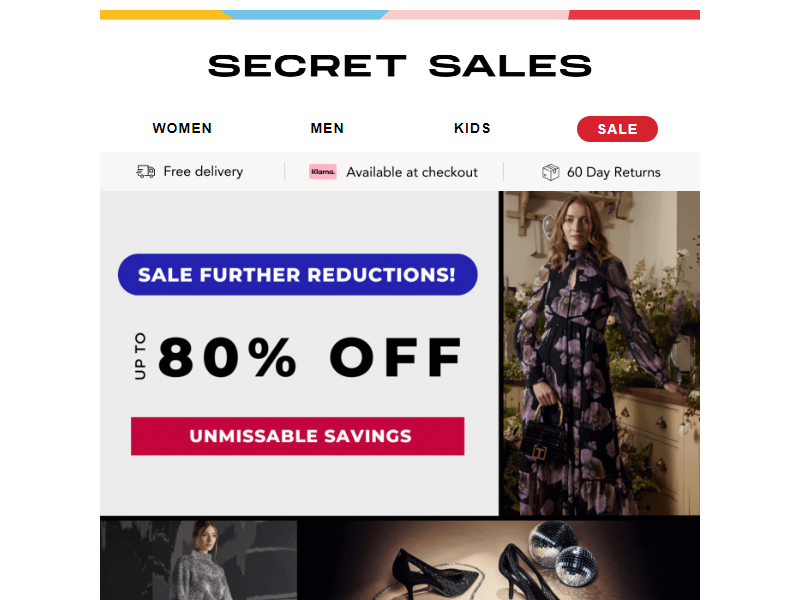 SECRET SALES
WOMEN
MEN
KIDS
SALE
Free delivery
Klarna.
Available at checkout
60 Day Returns
SALE FURTHER REDUCTIONS!
UP TO
80% OFF
UNMISSABLE SAVINGS